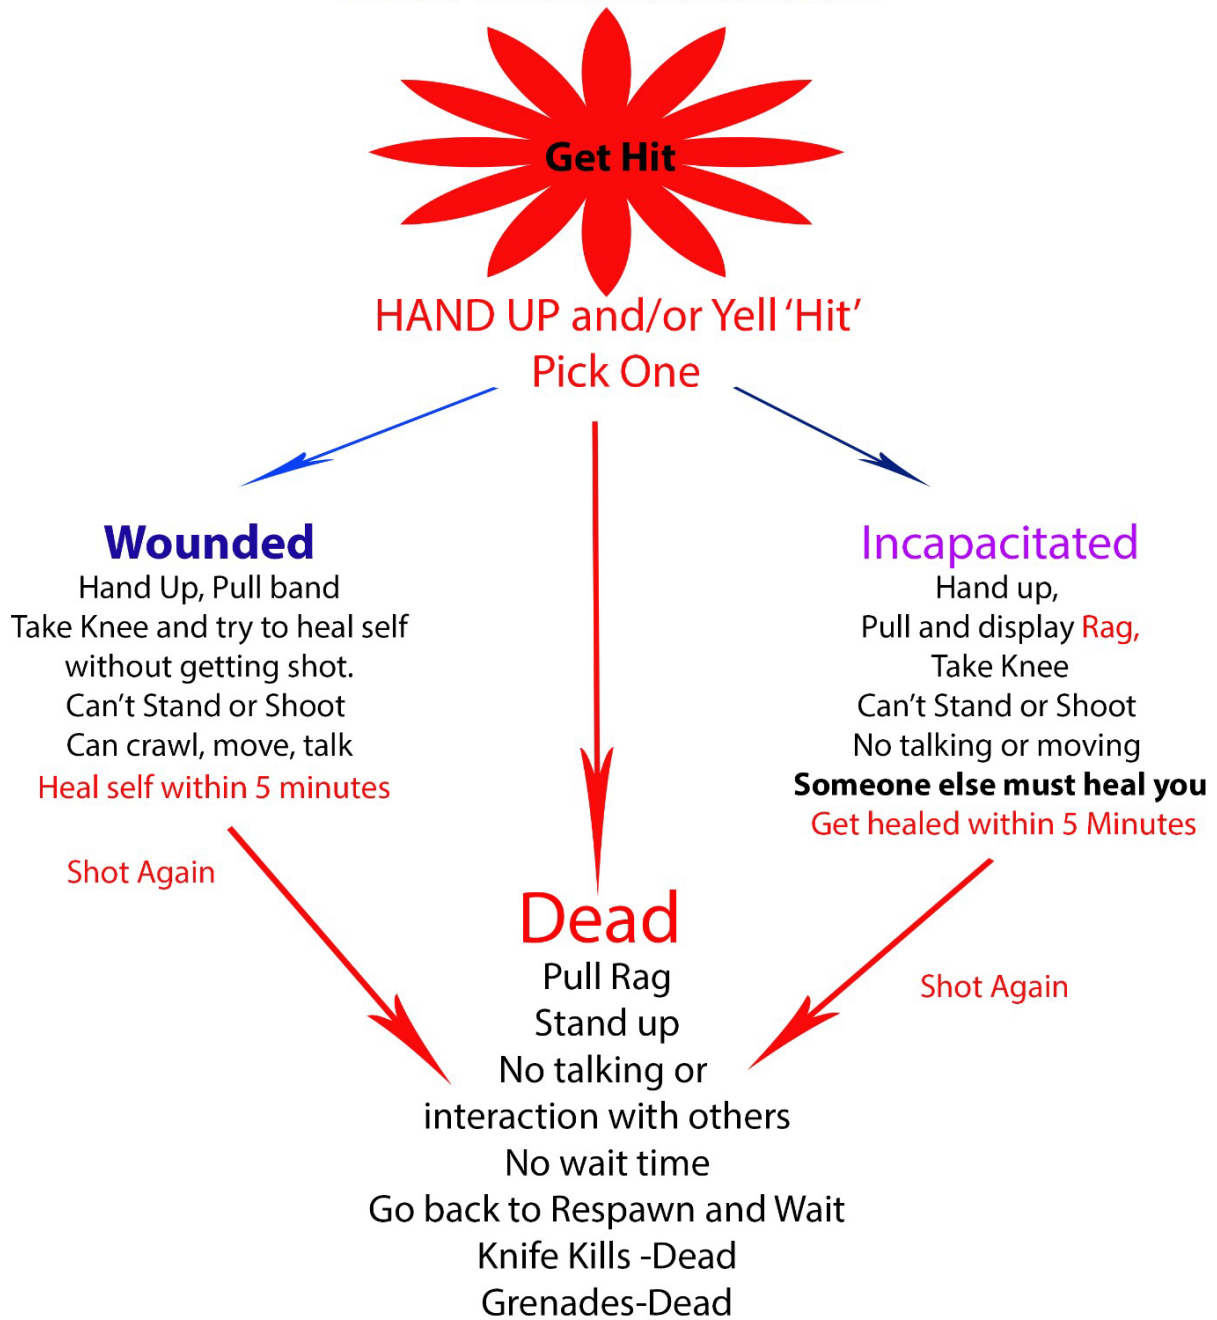 Get Hit
HAND UP and/or Yell ‘Hit’
Pick One
Wounded
Hand Up, Pull band
Take Knee and try to heal self
without getting shot.
Can’t Stand or Shoot
Can crawl, move, talk
Heal self within 5 minutes
Shot Again
Incapacitated
Hand up,
Pull and display Rag,
Take Knee
Can’t Stand or Shoot
No talking or moving
Someone else must heal you
Get healed within 5 Minutes
Shot Again
Dead
Pull Rag
Stand up
No talking or
interaction with others
No wait time
Go back to Respawn and Wait
Knife Kills -Dead
Grenades-Dead